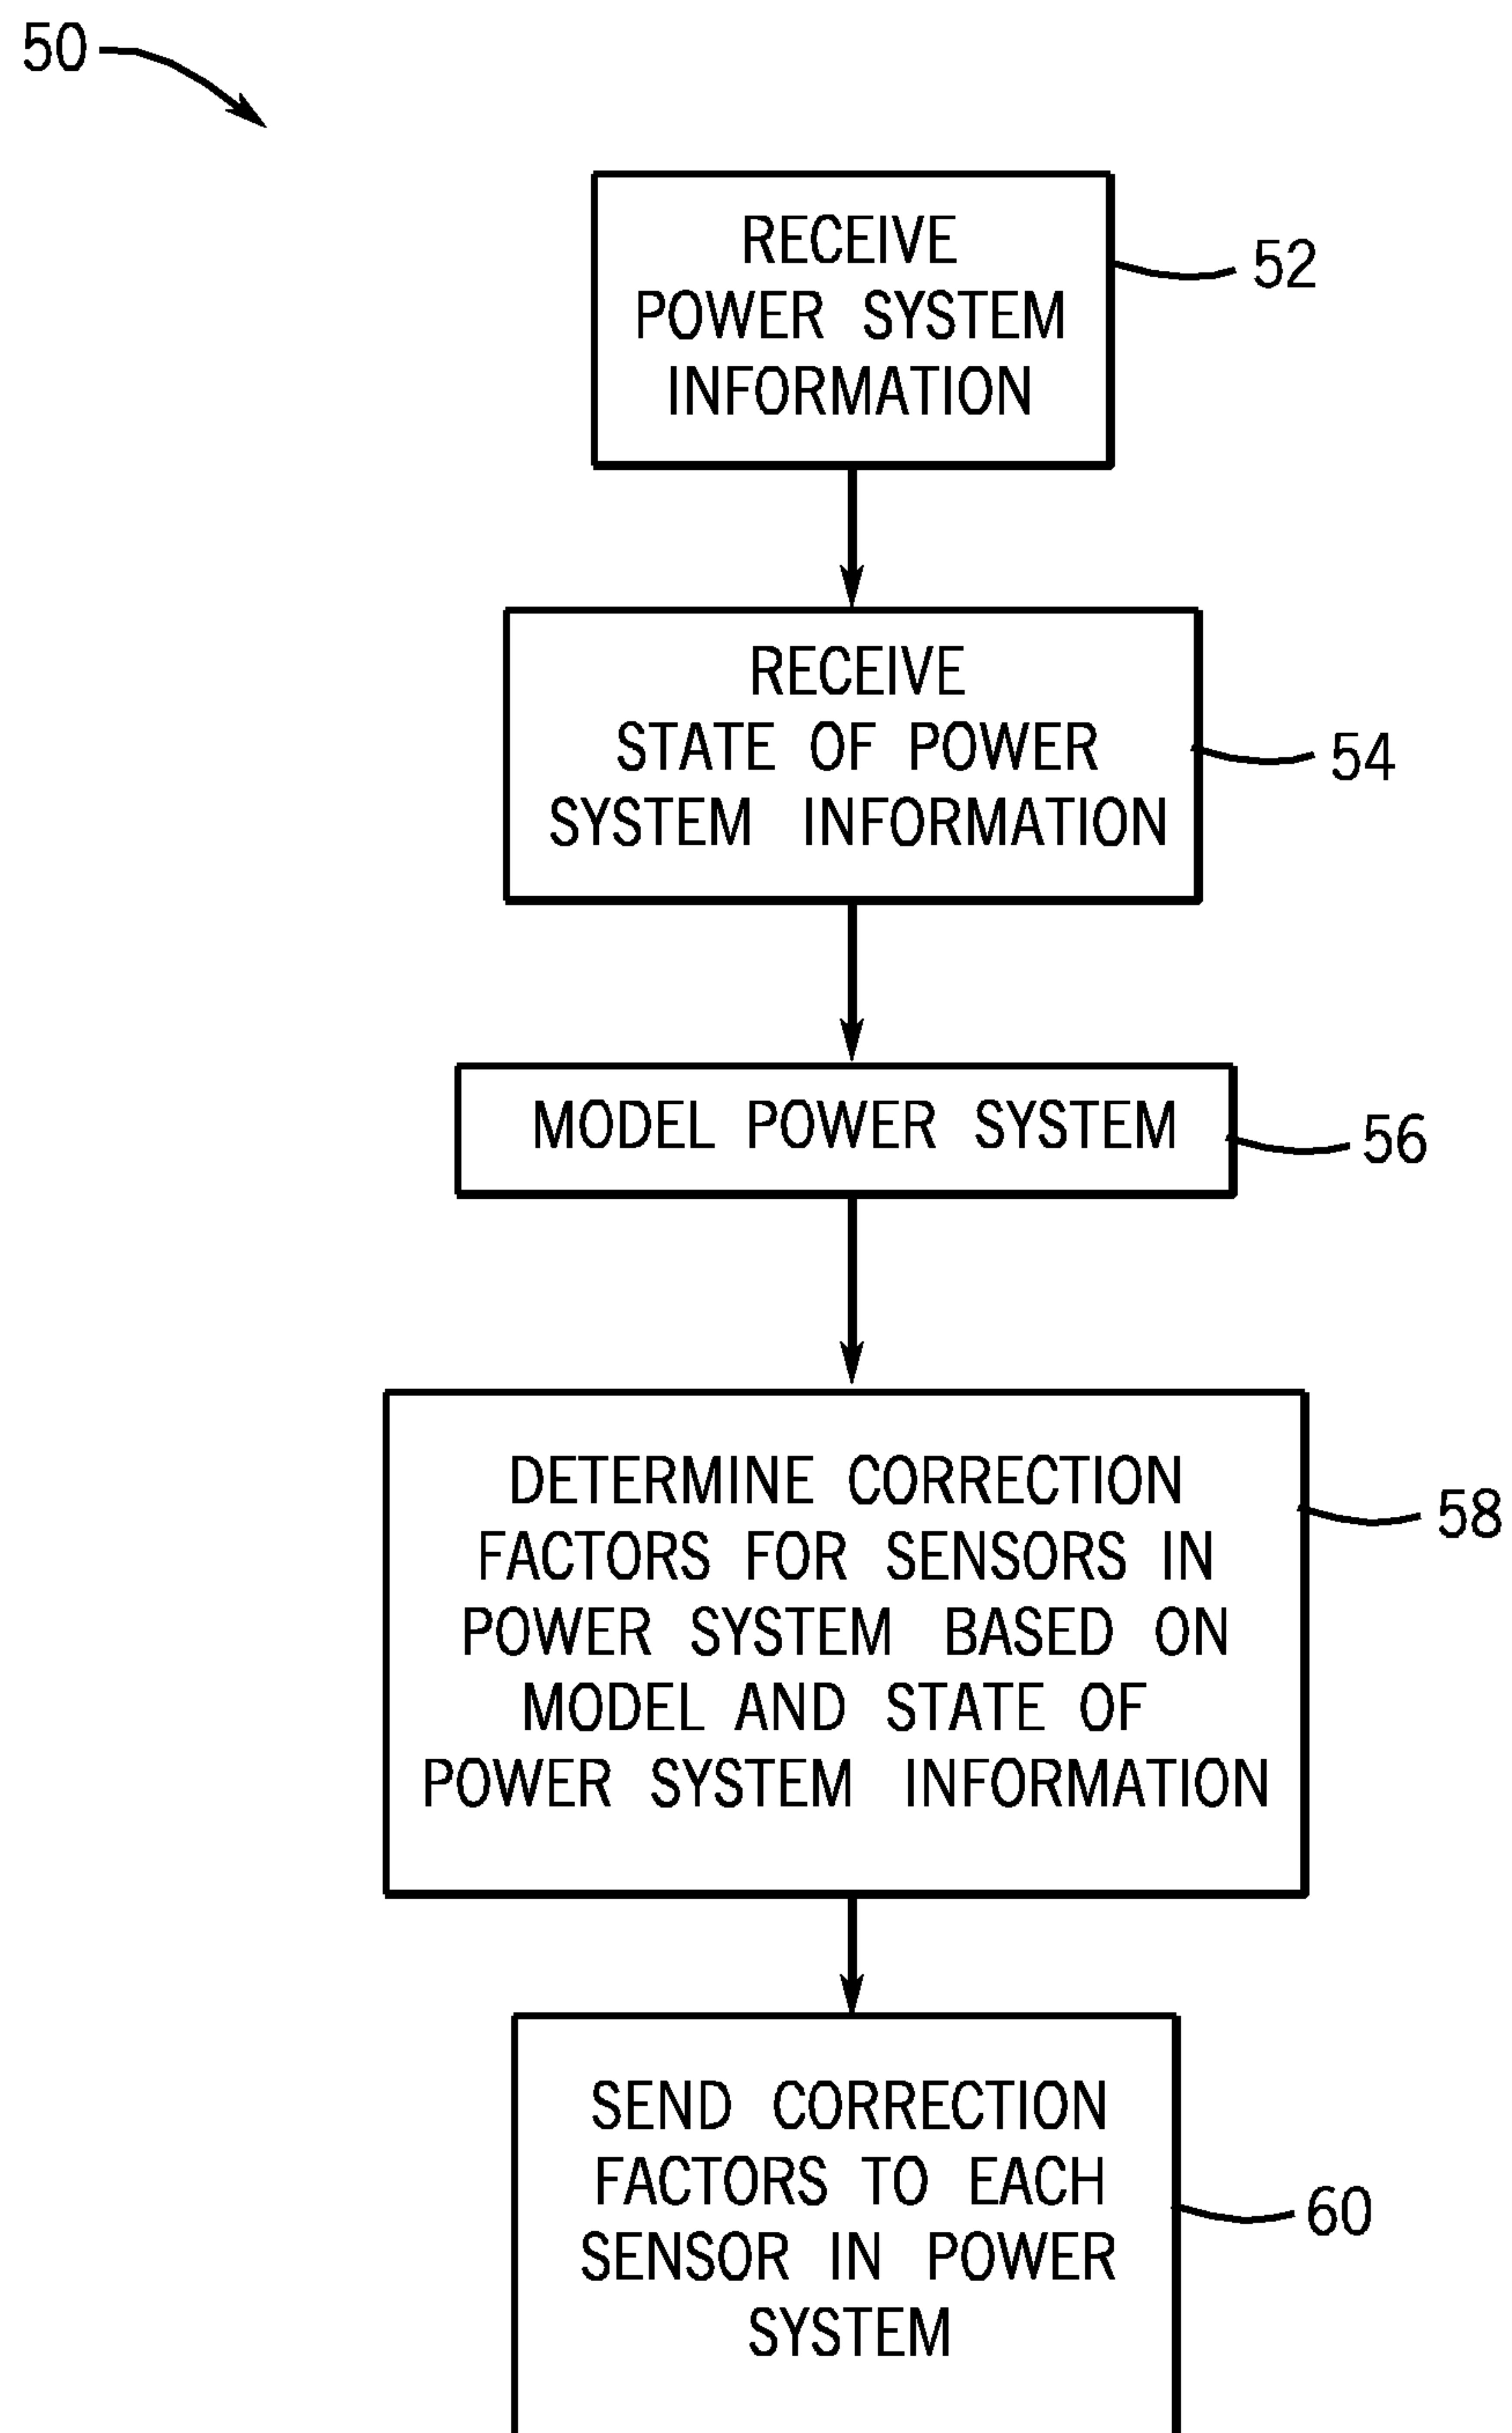 50
RECEIVE
POWER SYSTEM
INFORMATION
52
RECEIVE
STATE OF POWER
SYSTEM INFORMATION
54
MODEL POWER SYSTEM
56
DETERMINE CORRECTION
FACTORS FOR SENSORS IN
POWER SYSTEM BASED ON
MODEL AND STATE OF
POWER SYSTEM INFORMATION
58
SEND CORRECTION
FACTORS TO EACH
SENSOR IN POWER
SYSTEM
60